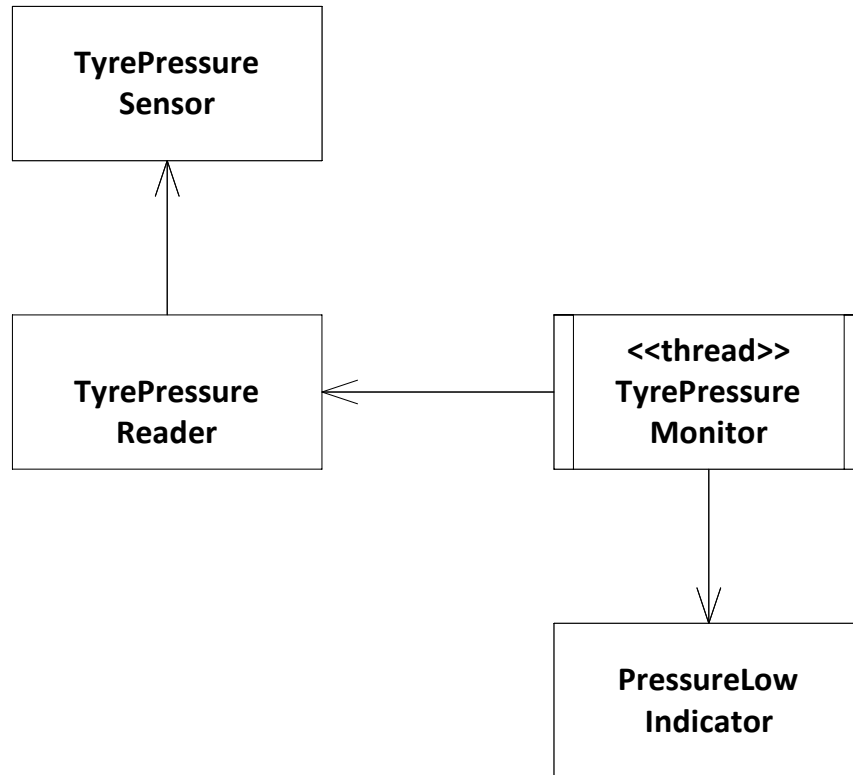 TyrePressure
Sensor
TyrePressure
Reader
<<thread>>
TyrePressure
Monitor
PressureLow
Indicator